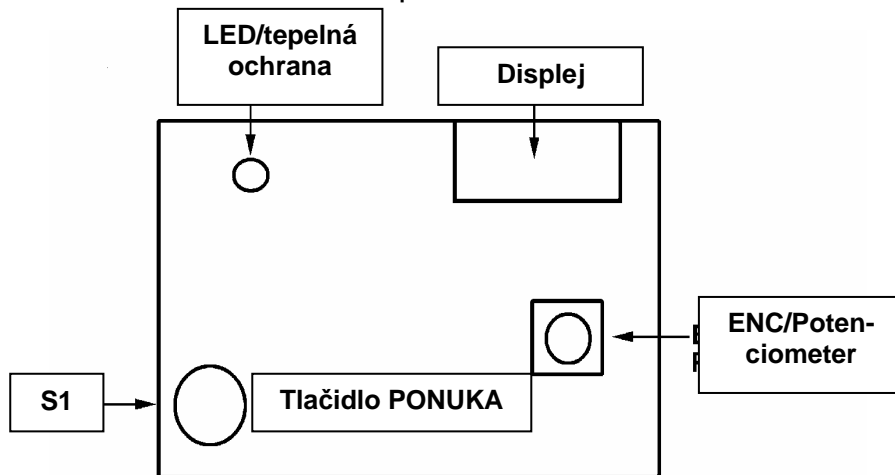 LED/tepelná
ochrana
Displej
ENC/Poten-
ciometer
S1
Tlačidlo PONUKA